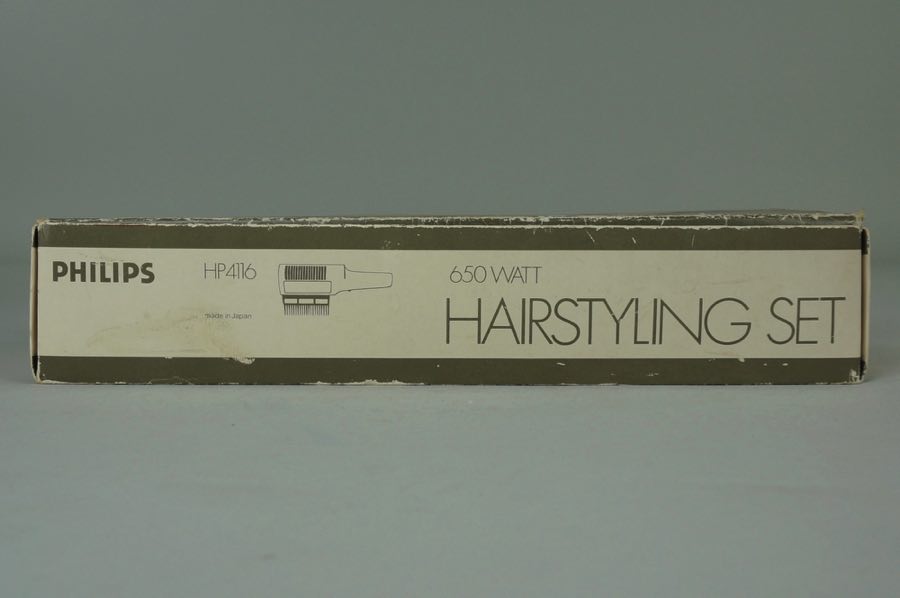 PHILIPS
HP4116
made in Japan
650 WATT
HAIRSTYLING SET